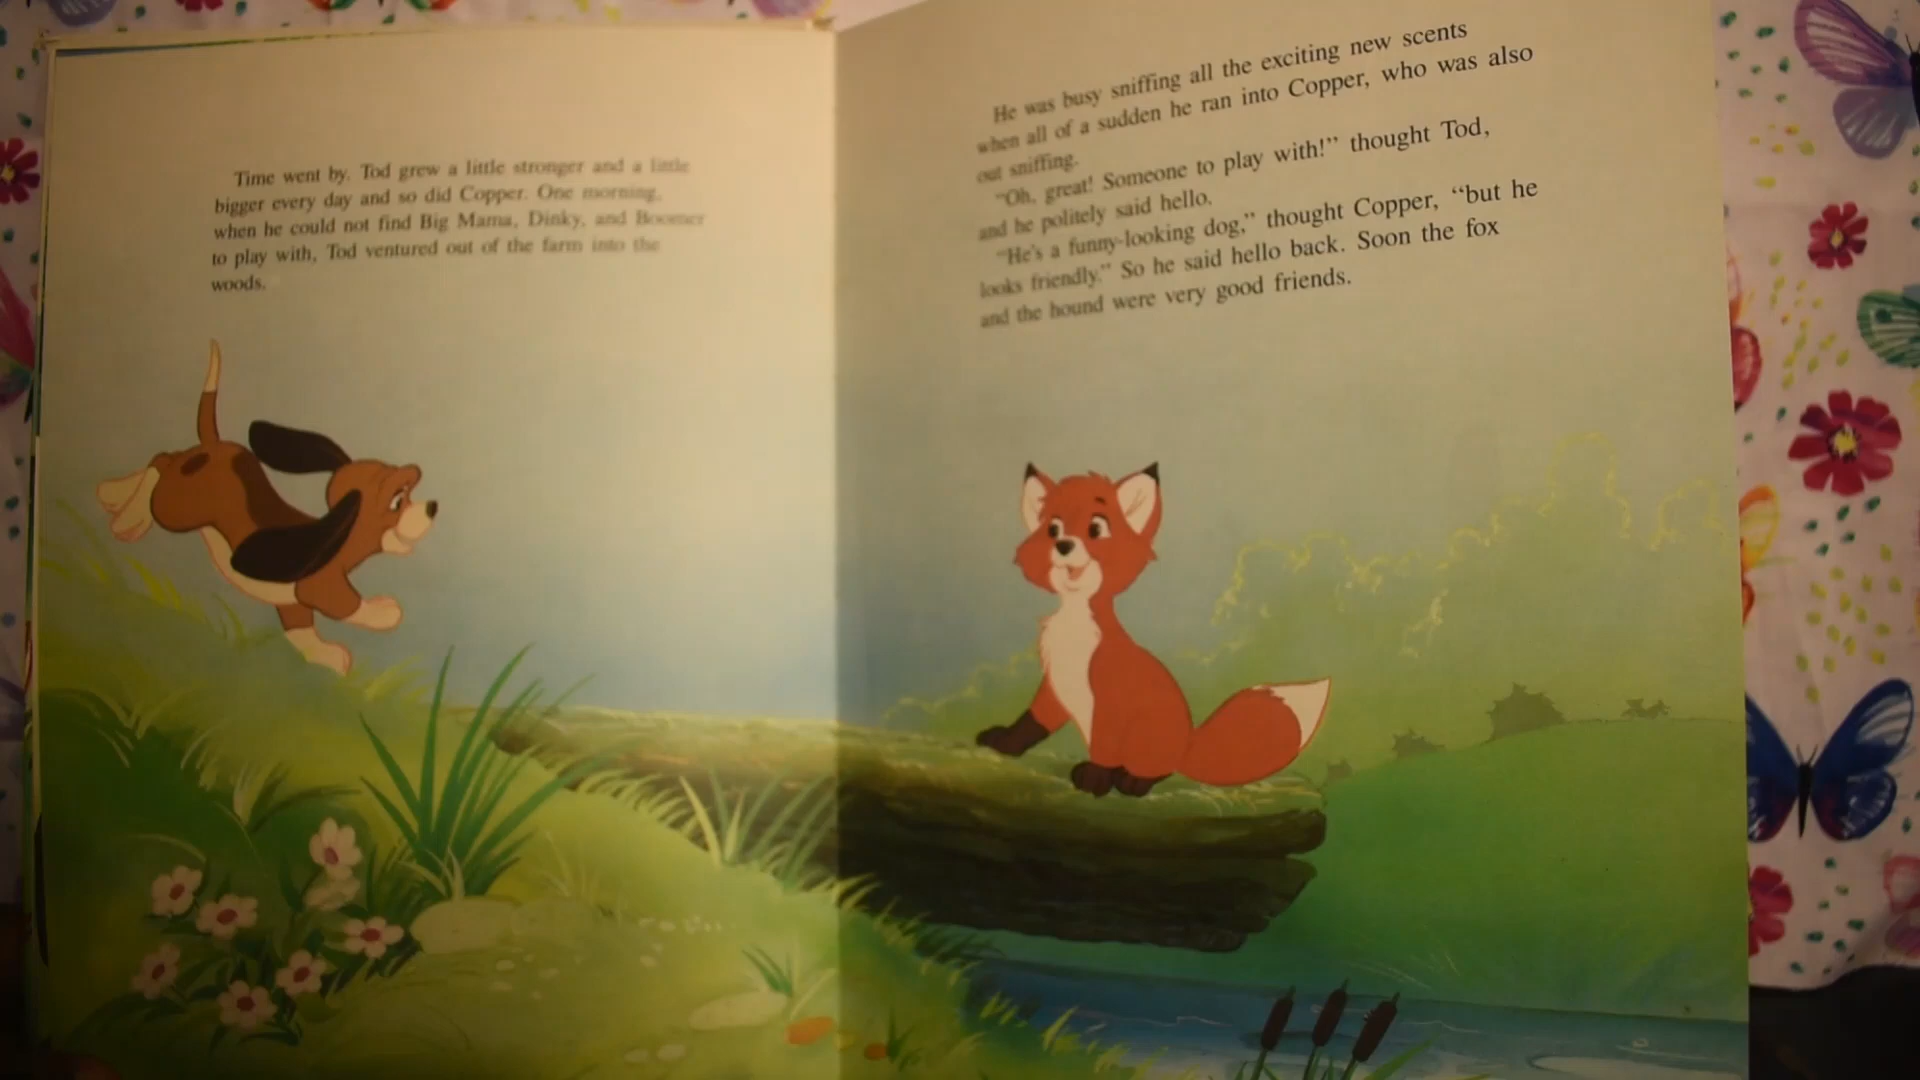 Time went by. Tod grew a little stronger and a little
bigger every day and so did Copper. One morning,
when he could not find Big Mama, Dinky, and Boomer
to play with, Tod ventured out of the farm into the
woods.
He was busy sniffing all the exciting new scents
when all of a sudden he ran into Copper, who was also
out sniffing.
“Oh, great! Someone to play with!” thought Tod,
and he politely said hello.
“He's a funny-looking dog,” thought Copper, “but he
looks friendly.” So he said hello back. Soon the fox
and the hound were very good friends.